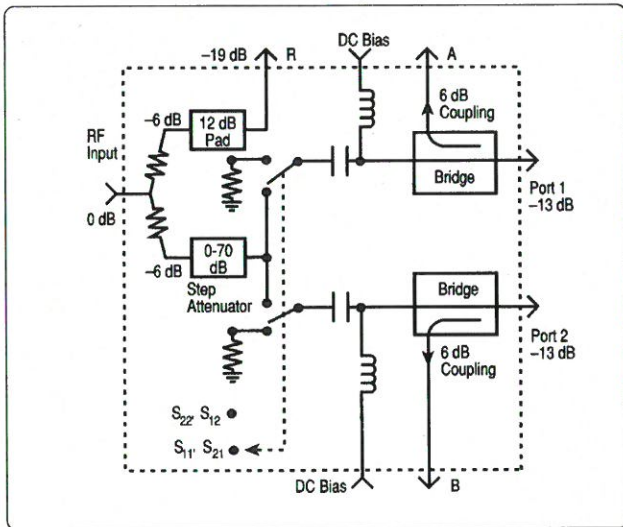 DC Bias
–19 dB
R
A
–6 dB
12 dB
Pad
6 dB
Coupling
RF
Input
Bridge
Port 1
–13 dB
0 dB
0-70
dB
–6 dB
Step
Attenuator
Bridge
Port 2
–13 dB
6 dB
Coupling
S22, S12
S11, S21
DC Bias
B